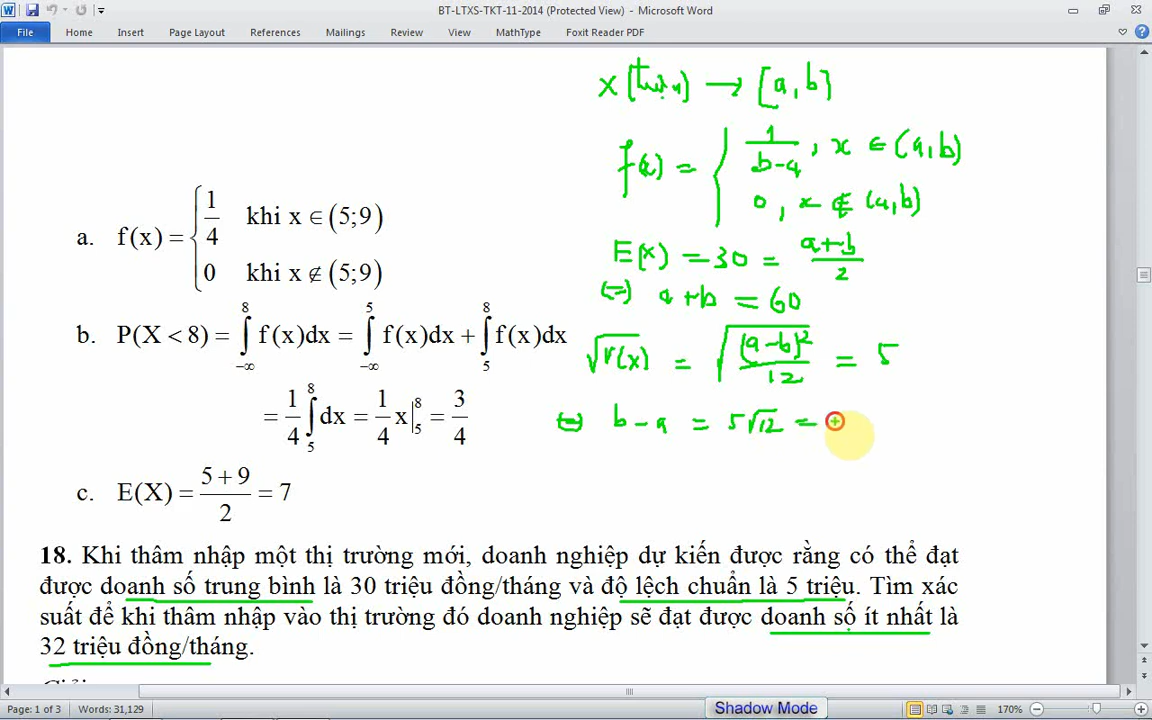 BT-LTXS-TKT-11-2014 (Protected View) - Microsoft Word
File Home Insert Page Layout References Mailings Review View MathType Foxit Reader PDF
X → [a,b]
f(x) = { 1/(b-a), x ∈ (a,b)
0, x ∉ (a,b)
E(x) = 30 = (a+b)/2
(=) a+b = 60
√V(x) = √((a-b)²/12) = 5
(=) b-a = 5√12 =
a. f(x) = { 1/4 khi x ∈ (5;9)
0 khi x ∉ (5;9)
b. P(X < 8) = ∫_{-∞}^{8} f(x)dx = ∫_{-∞}^{5} f(x)dx + ∫_{5}^{8} f(x)dx
= 1/4 ∫_{5}^{8} dx = 1/4 x|_{5}^{8} = 3/4
c. E(X) = (5+9)/2 = 7
18. Khi thâm nhập một thị trường mới, doanh nghiệp dự kiến được rằng có thể đạt
được doanh số trung bình là 30 triệu đồng/tháng và độ lệch chuẩn là 5 triệu. Tìm xác
suất để khi thâm nhập vào thị trường đó doanh nghiệp sẽ đạt được doanh số ít nhất là
32 triệu đồng/tháng.
Page: 1 of 3 Words: 31,129 Shadow Mode 170%